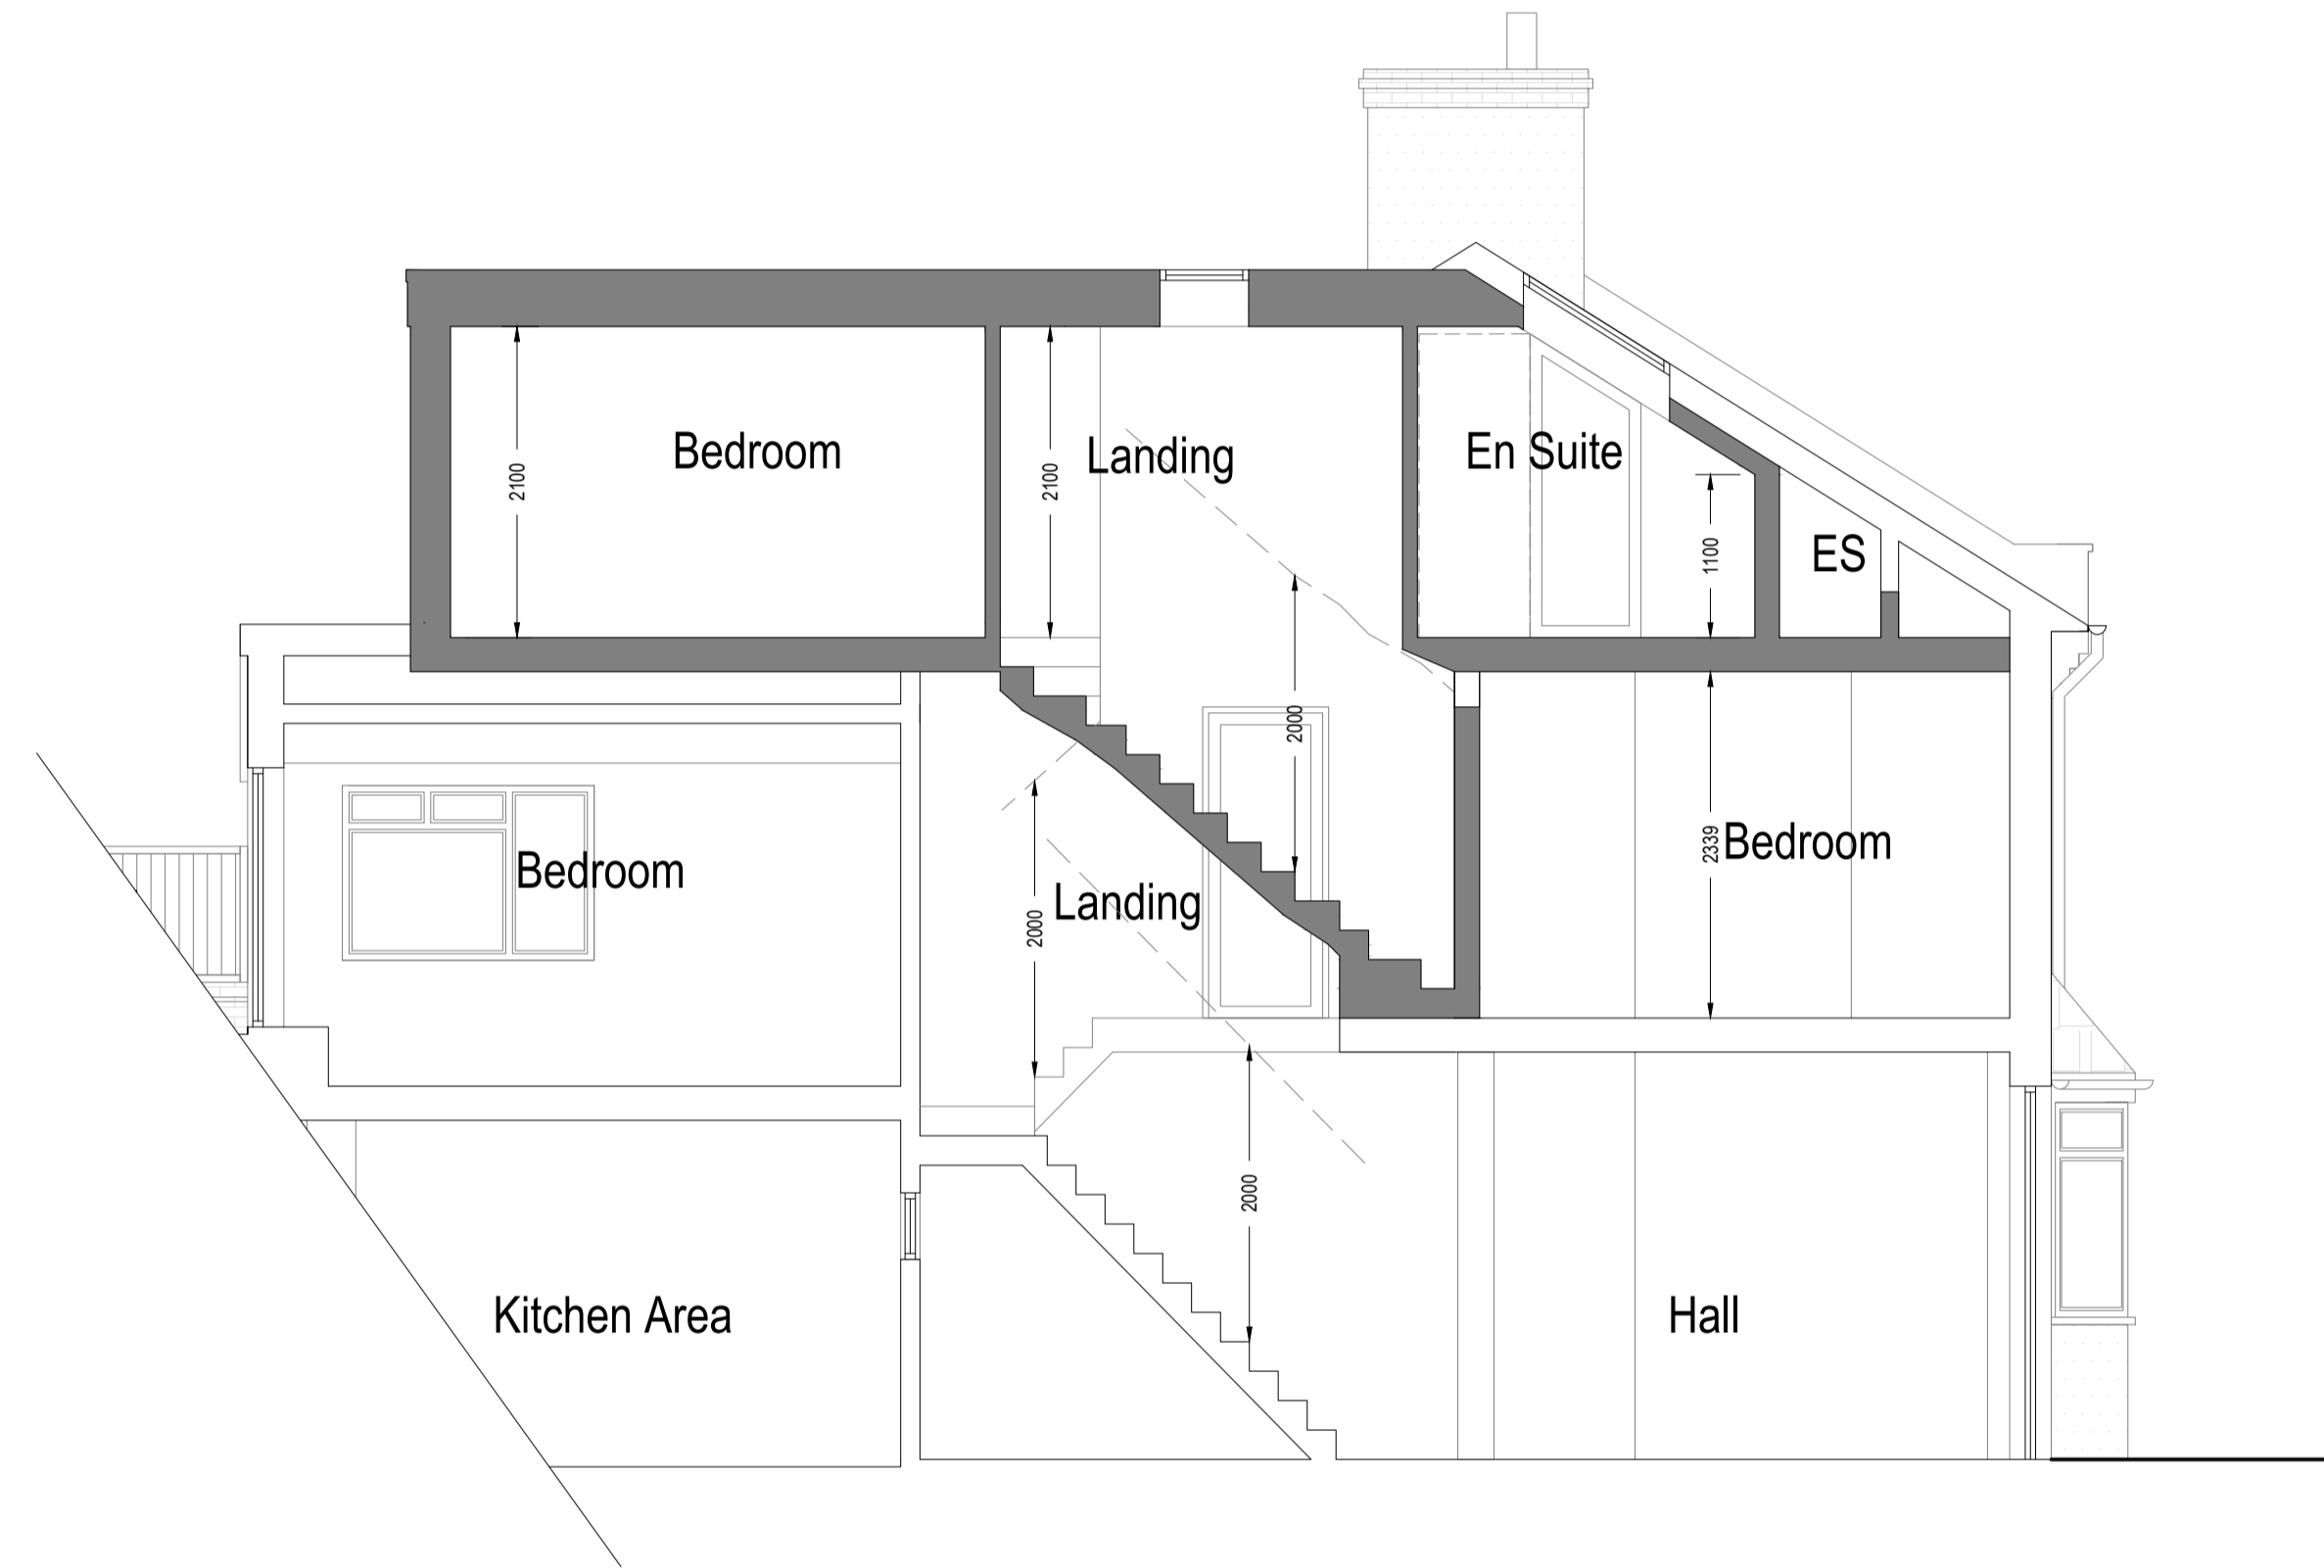 Bedroom
Landing
En Suite
2100
2100
1100
ES
2000
2339
Bedroom
Bedroom
Landing
2000
2000
Kitchen Area
Hall